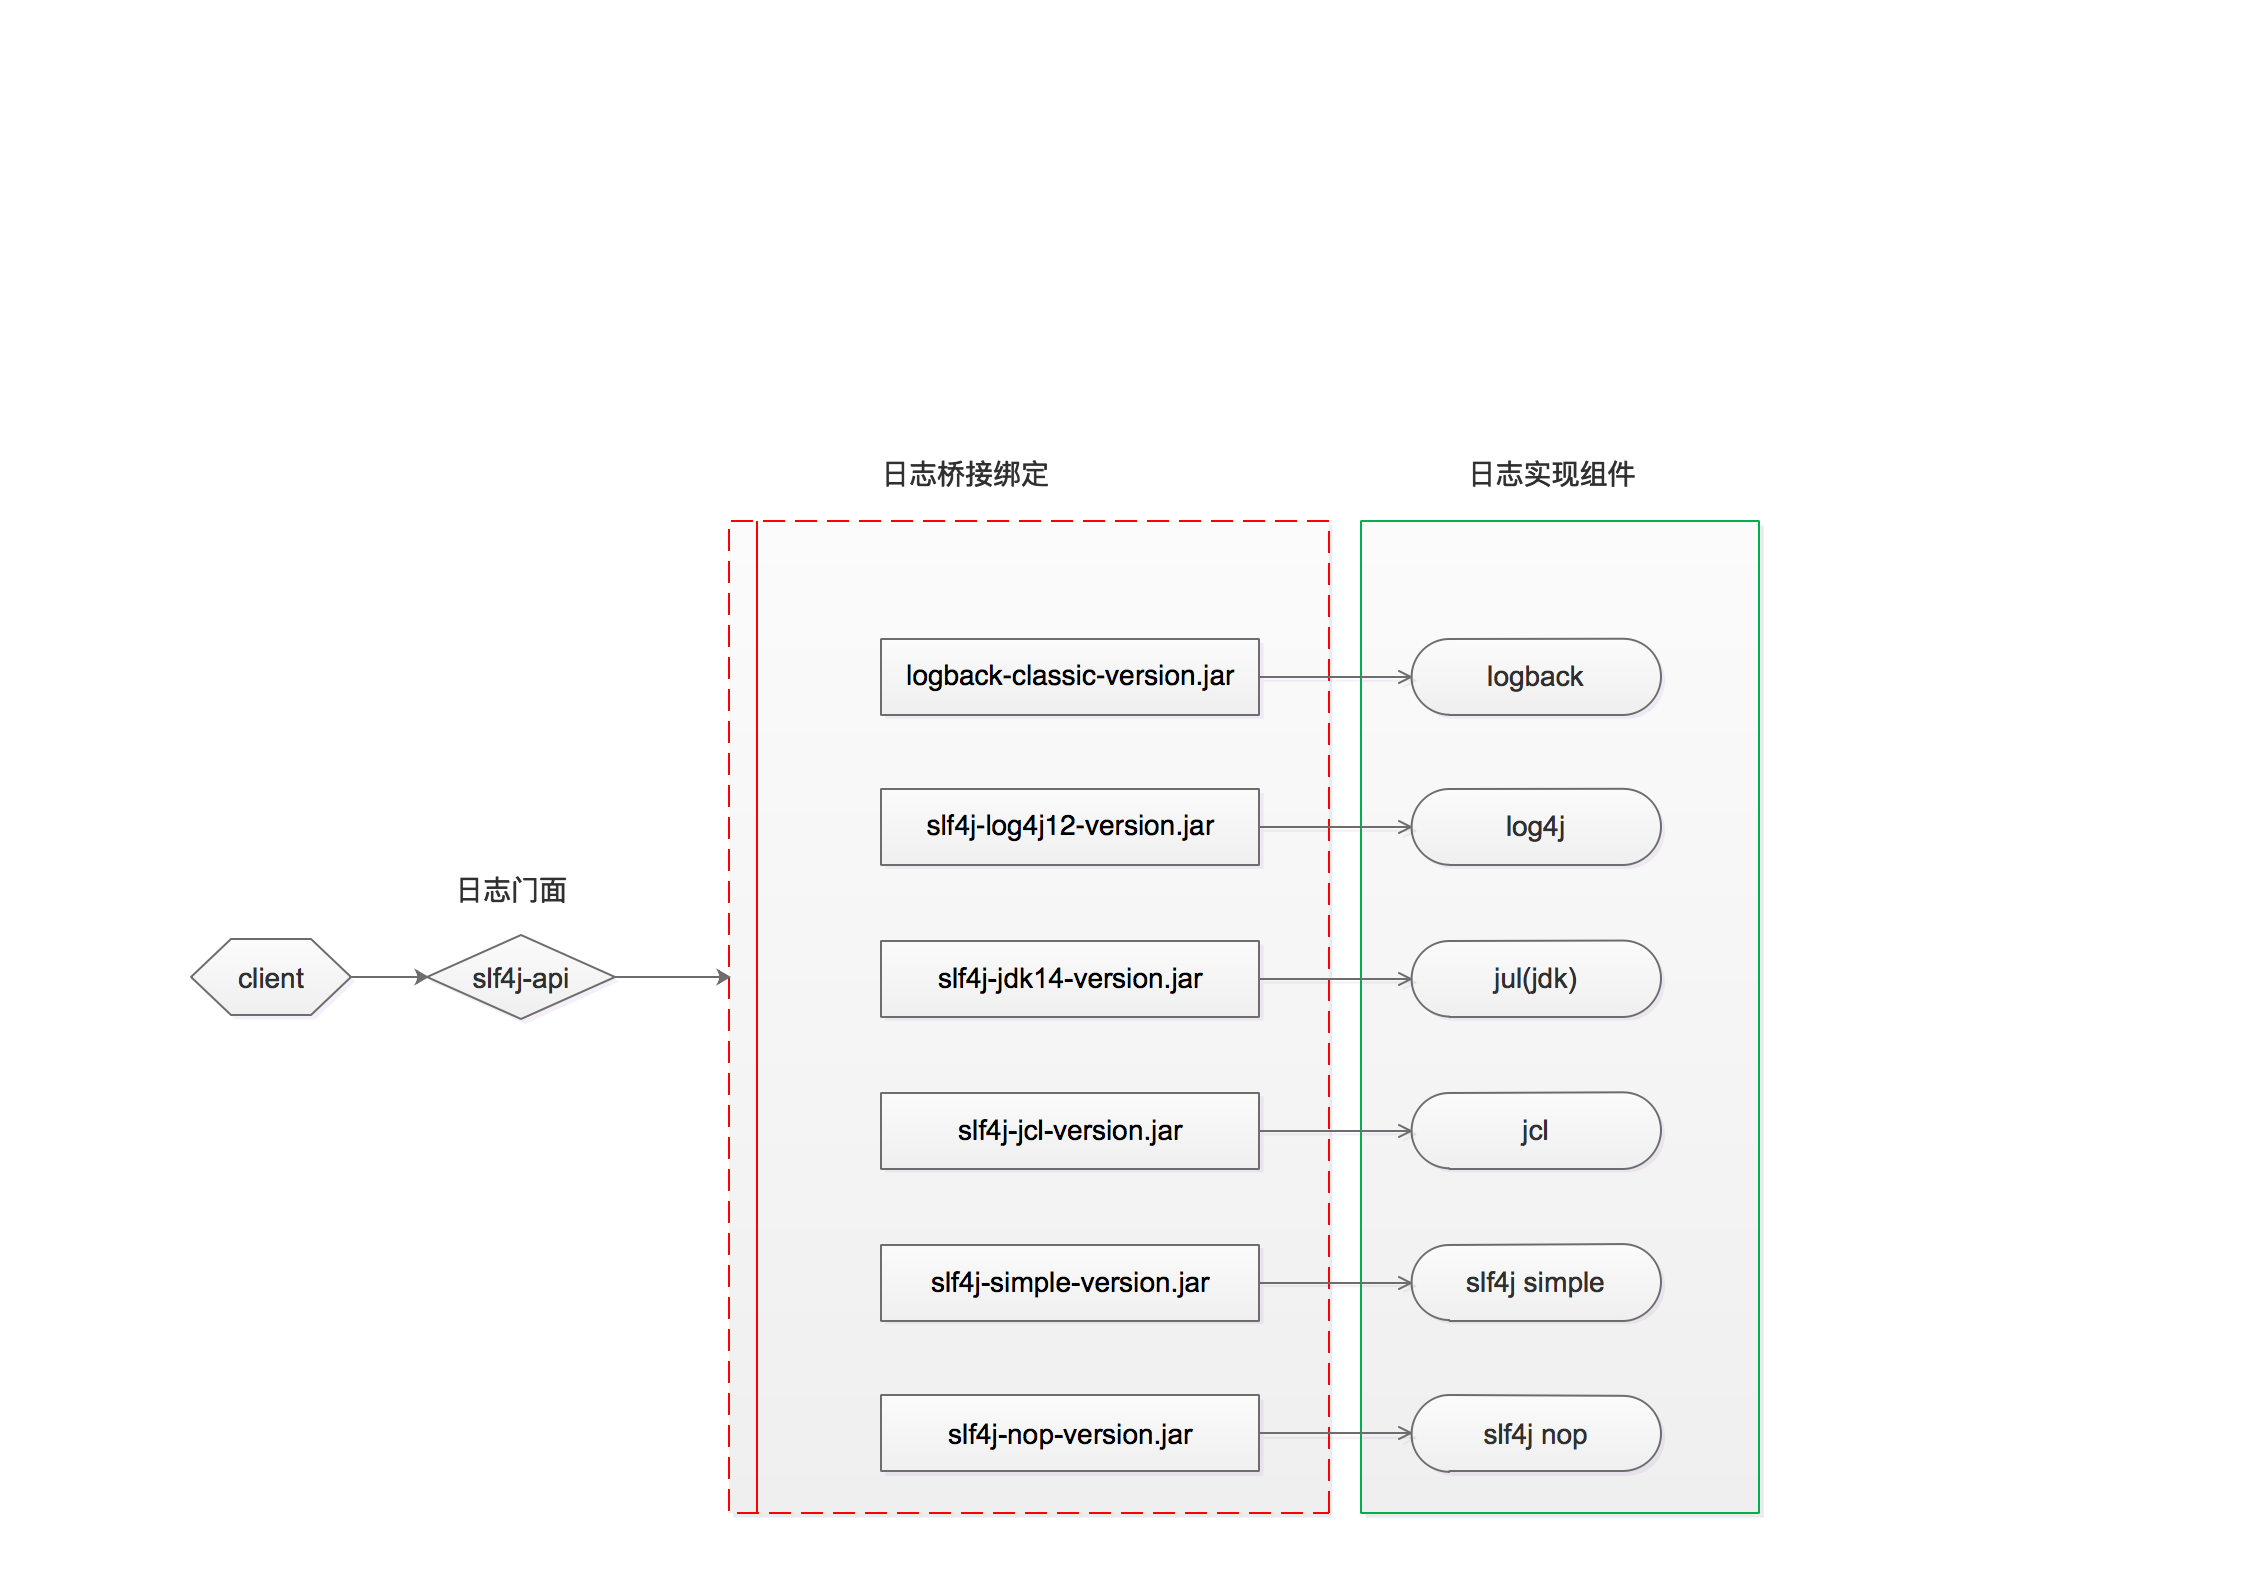 日志桥接绑定
日志实现组件
logback-classic-version.jar
logback
slf4j-log4j12-version.jar
log4j
日志门面
client
slf4j-api
slf4j-jdk14-version.jar
jul(jdk)
slf4j-jcl-version.jar
jcl
slf4j-simple-version.jar
slf4j simple
slf4j-nop-version.jar
slf4j nop